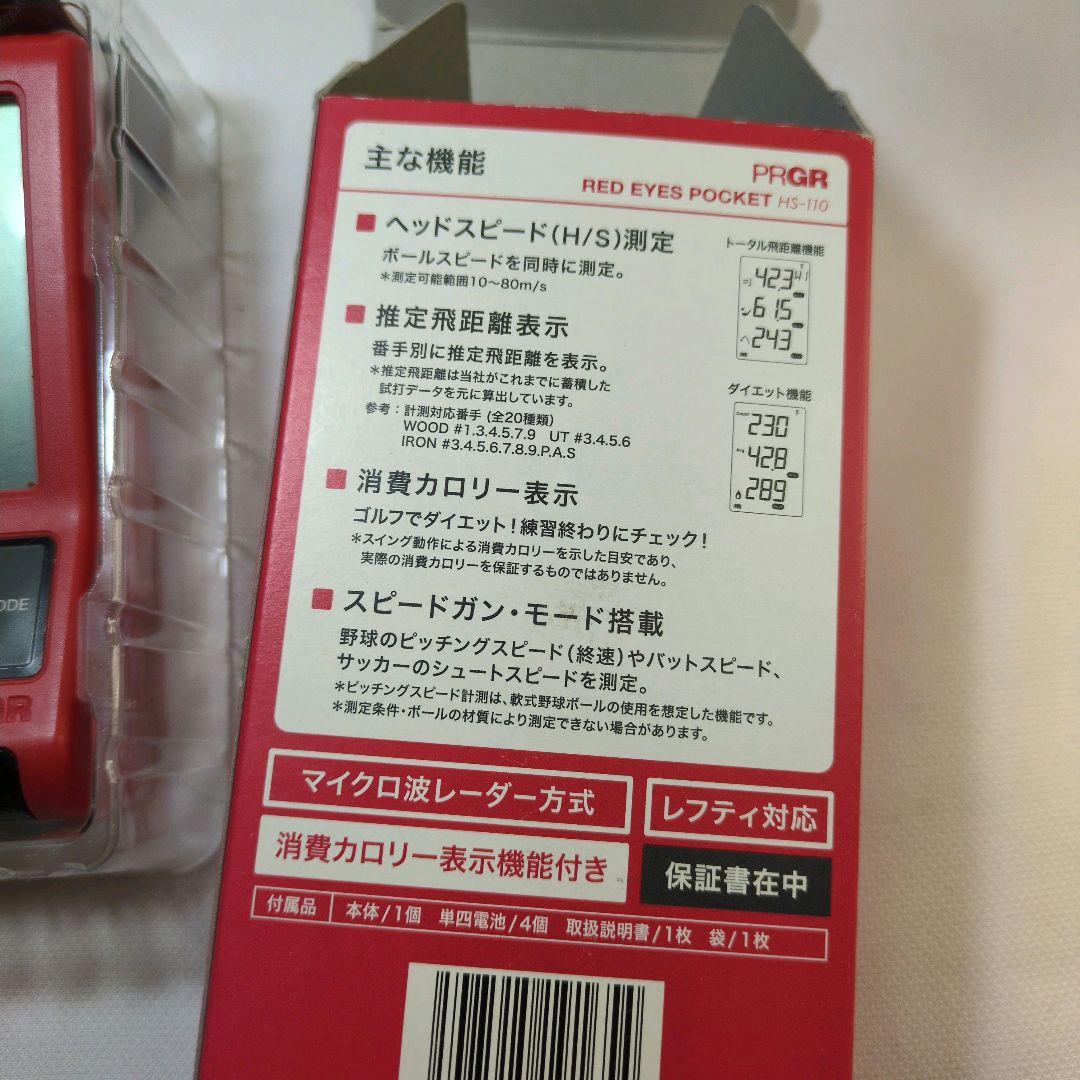 主な機能
PRGR
RED EYES POCKET HS-110
■ ヘッドスピード(H/S)測定
ボールスピードを同時に測定。
＊測定可能範囲10〜80m/s
■ 推定飛距離表示
番手別に推定飛距離を表示。
＊推定飛距離は当社がこれまでに蓄積した
試打データを元に算出しています。
参考：計測対応番手 (全20種類)
WOOD #1.3.4.5.7.9 UT #3.4.5.6
IRON #3.4.5.6.7.8.9.P.A.S
■ 消費カロリー表示
ゴルフでダイエット！練習終わりにチェック！
＊スイング動作による消費カロリーを示した目安であり、
実際の消費カロリーを保証するものではありません。
■ スピードガン・モード搭載
野球のピッチングスピード(終速)やバットスピード、
サッカーのシュートスピードを測定。
＊ピッチングスピード計測は、軟式野球ボールの使用を想定した機能です。
＊測定条件・ボールの材質により測定できない場合があります。
トータル飛距離機能
42.3
61.5
243
ダイエット機能
230
42.8
289
マイクロ波レーダー方式
レフティ対応
消費カロリー表示機能付き
保証書在中
付属品 本体/1個 単四電池/4個 取扱説明書/1枚 袋/1枚
ODE